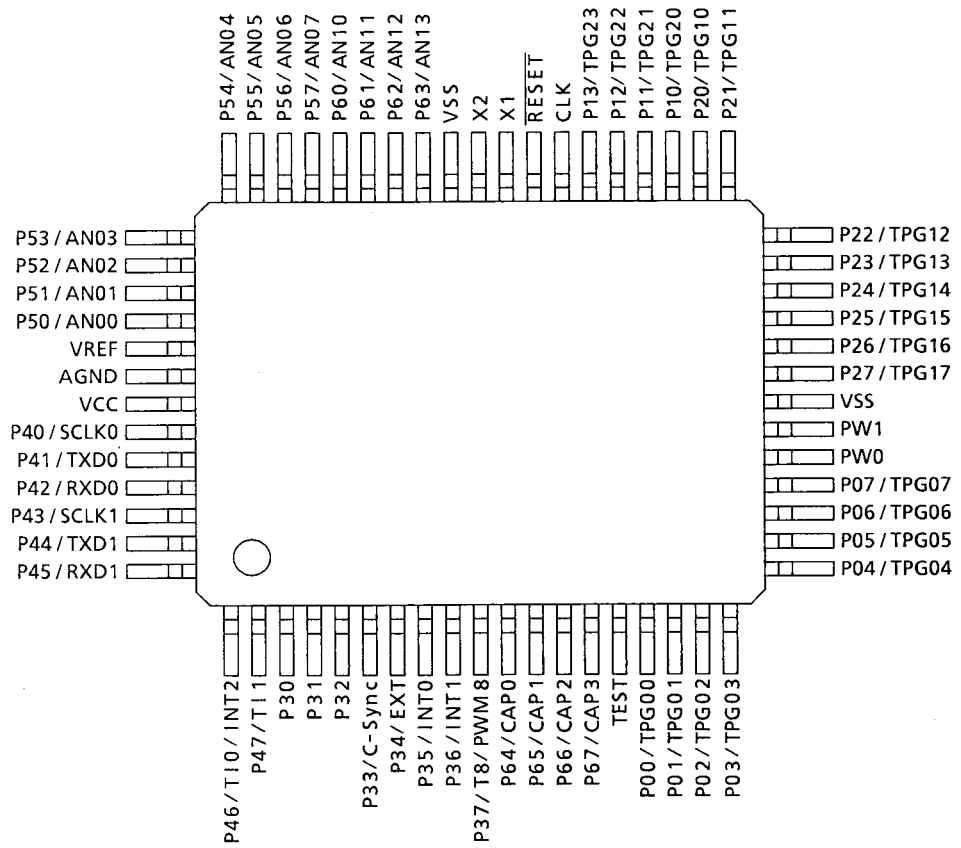 P54/AN04
P55/AN05
P56/AN06
P57/AN07
P60/AN10
P61/AN11
P62/AN12
P63/AN13
VSS
X2
X1
RESET
CLK
P13/TPG23
P12/TPG22
P11/TPG21
P10/TPG20
P20/TPG10
P21/TPG11
P53/AN03
P52/AN02
P51/AN01
P50/AN00
VREF
AGND
VCC
P40/SCLK0
P41/TXD0
P42/RXD0
P43/SCLK1
P44/TXD1
P45/RXD1
P22/TPG12
P23/TPG13
P24/TPG14
P25/TPG15
P26/TPG16
P27/TPG17
VSS
PW1
PW0
P07/TPG07
P06/TPG06
P05/TPG05
P04/TPG04
P46/TI0/INT2
P47/TI1
P30
P31
P32
P33/C-Sync
P34/EXT
P35/INT0
P36/INT1
P37/T8/PWM8
P64/CAP0
P65/CAP1
P66/CAP2
P67/CAP3
TEST
P00/TPG00
P01/TPG01
P02/TPG02
P03/TPG03